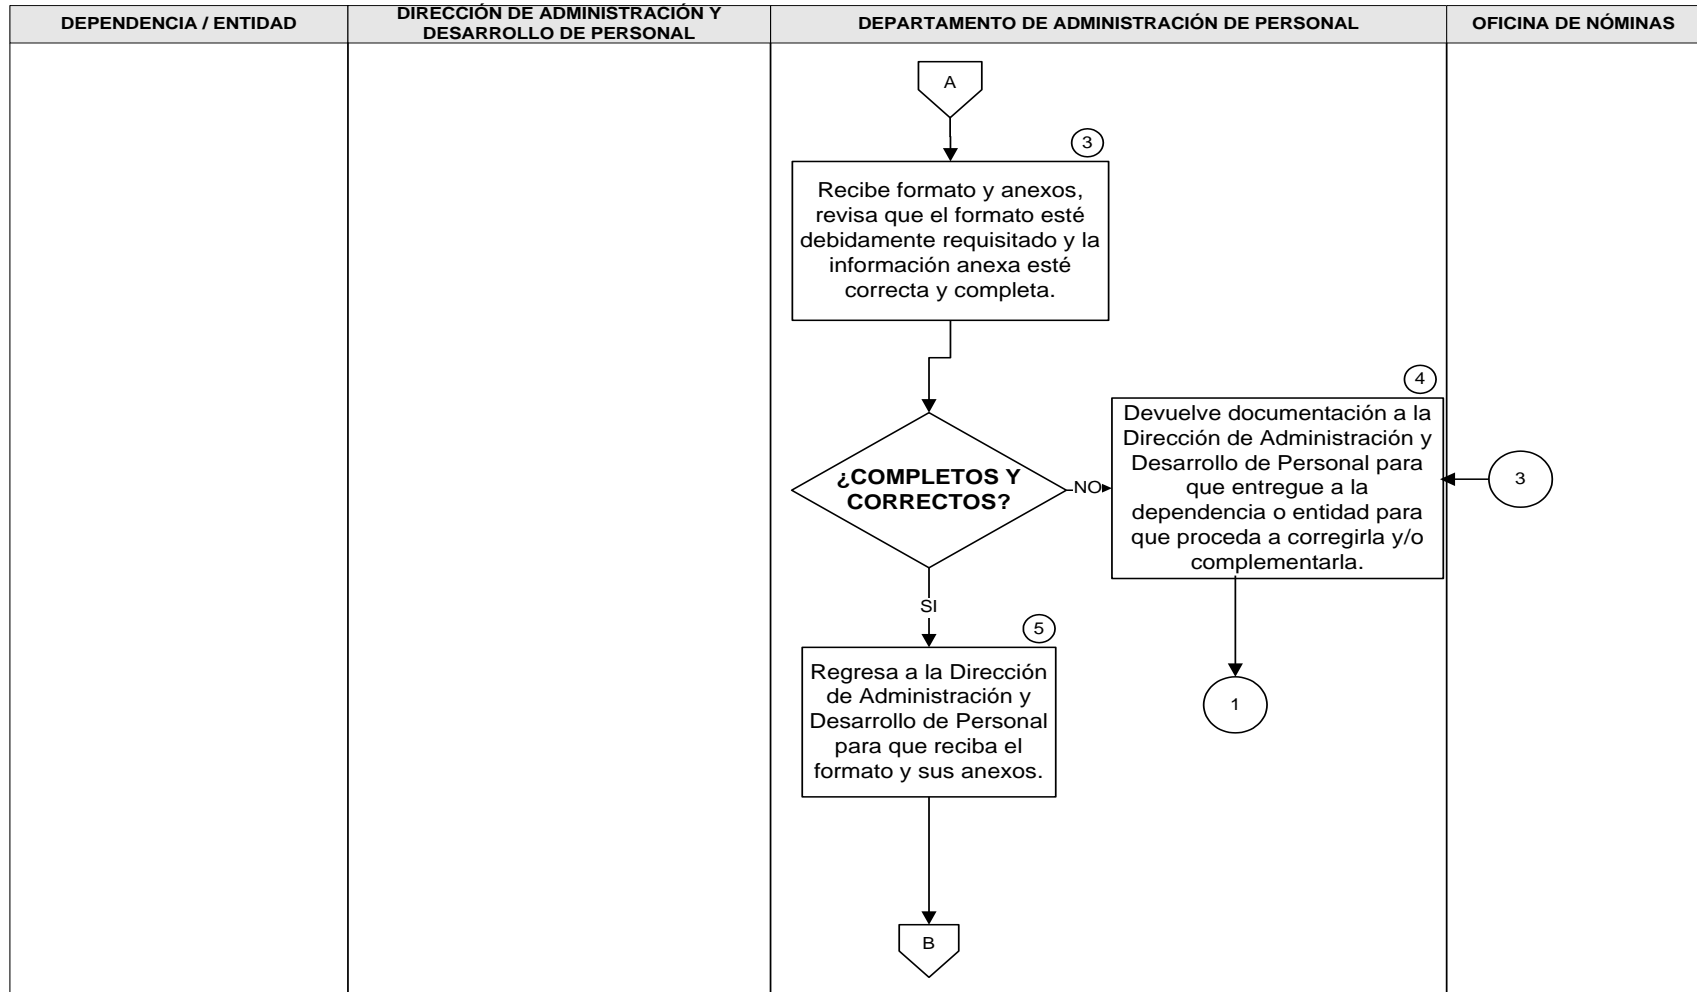 DEPENDENCIA / ENTIDAD
DIRECCIÓN DE ADMINISTRACIÓN Y
DESARROLLO DE PERSONAL
DEPARTAMENTO DE ADMINISTRACIÓN DE PERSONAL
OFICINA DE NÓMINAS
A
3
Recibe formato y anexos,
revisa que el formato esté
debidamente requisitado y la
información anexa esté
correcta y completa.
¿COMPLETOS Y
CORRECTOS?
NO
4
Devuelve documentación a la
Dirección de Administración y
Desarrollo de Personal para
que entregue a la
dependencia o entidad para
que proceda a corregirla y/o
complementarla.
3
1
SI
5
Regresa a la Dirección
de Administración y
Desarrollo de Personal
para que reciba el
formato y sus anexos.
B